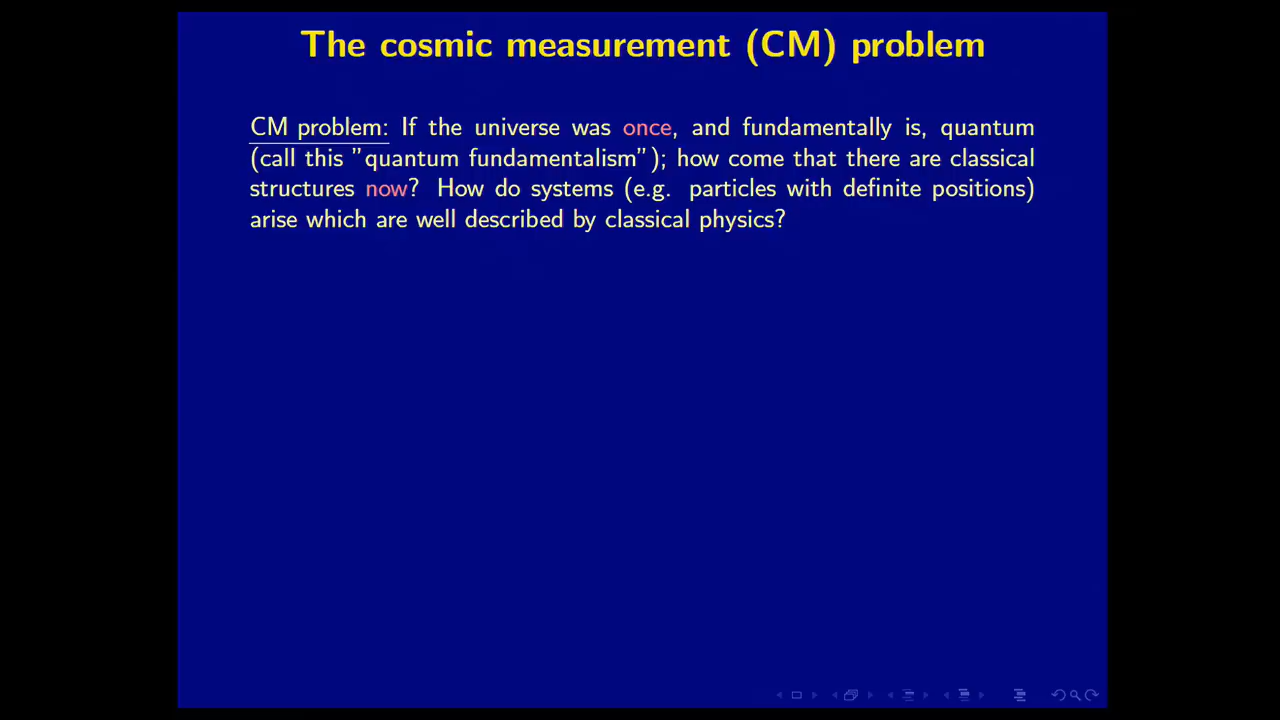 The cosmic measurement (CM) problem
CM problem: If the universe was once, and fundamentally is, quantum
(call this ”quantum fundamentalism”); how come that there are classical
structures now? How do systems (e.g. particles with definite positions)
arise which are well described by classical physics?